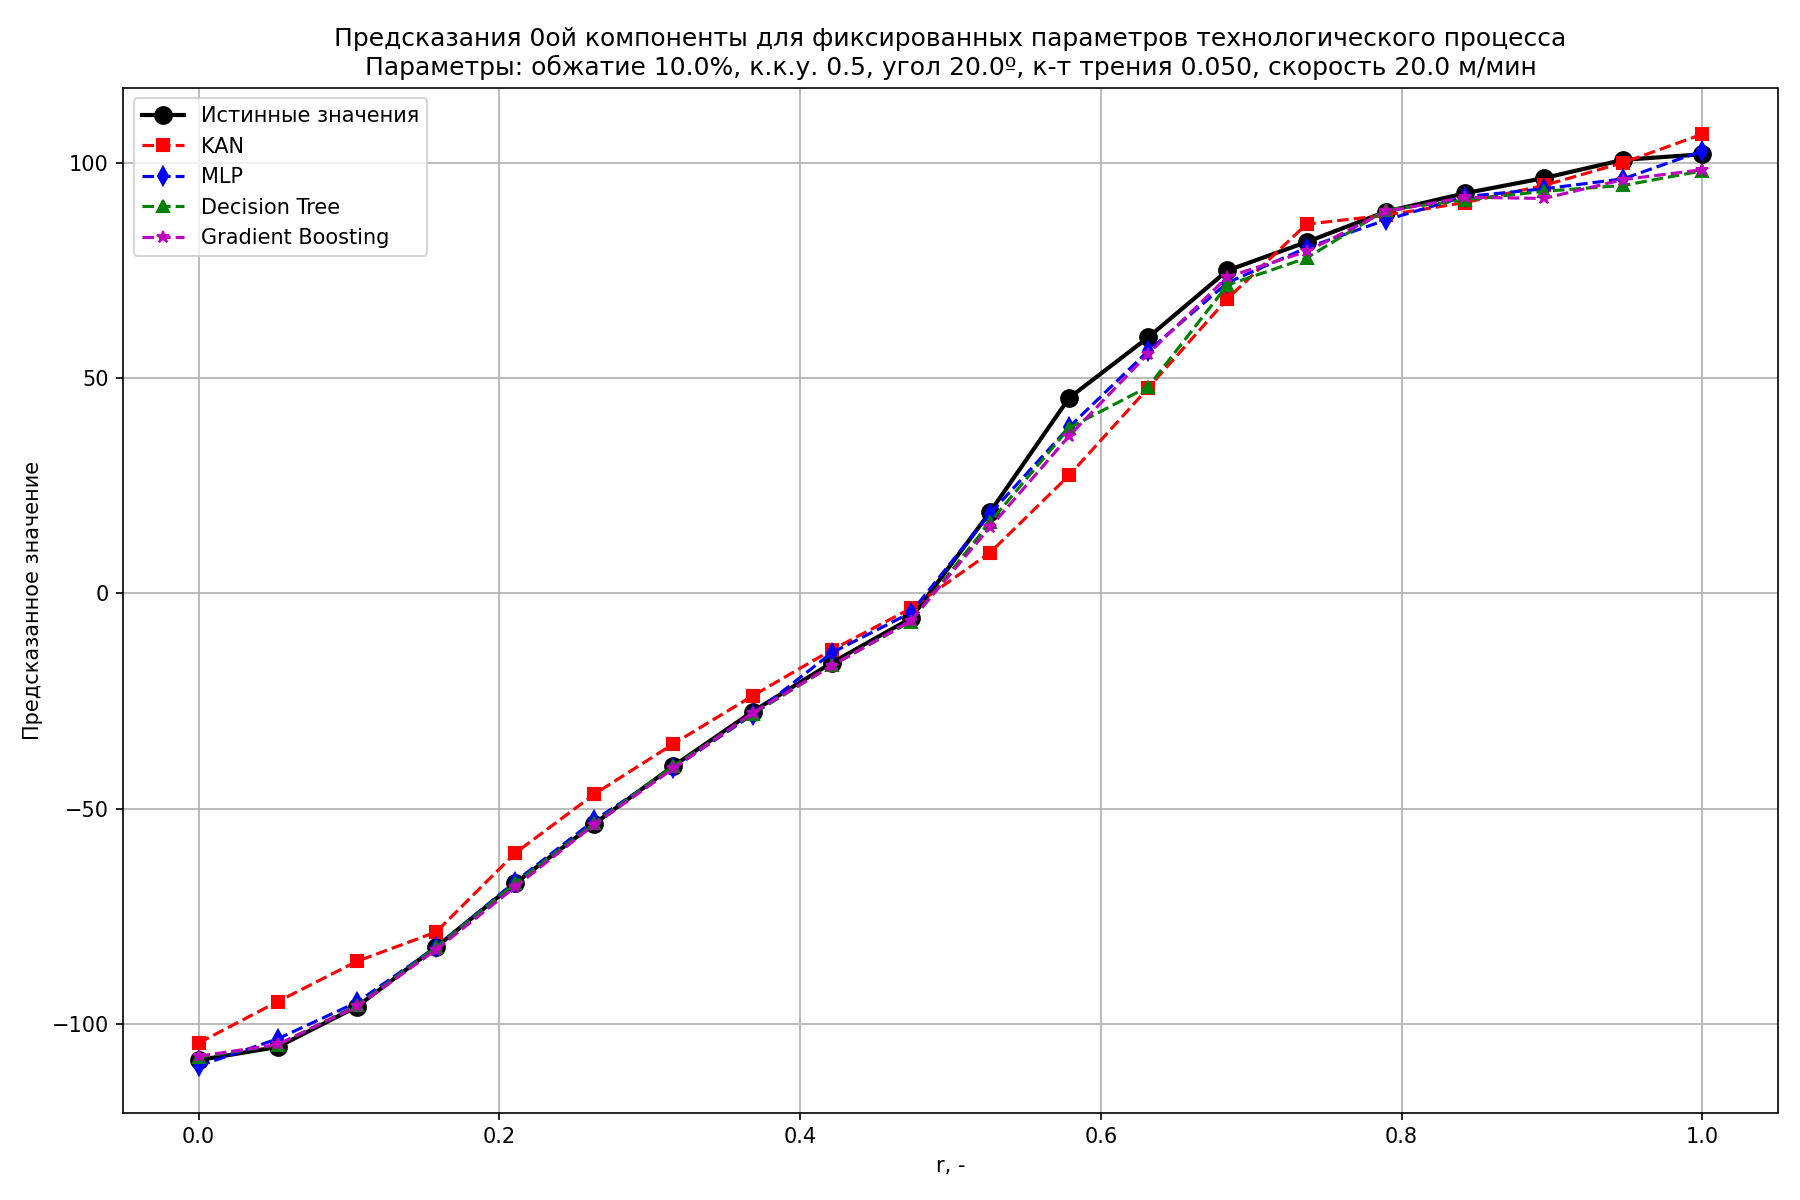 Предсказания 0ой компоненты для фиксированных параметров технологического процесса
Параметры: обжатие 10.0%, к.к.у. 0.5, угол 20.0º, к-т трения 0.050, скорость 20.0 м/мин
Истинные значения
KAN
MLP
Decision Tree
Gradient Boosting
Предсказанное значение
100
50
0
−50
−100
0.0
0.2
0.4
0.6
0.8
1.0
r, -